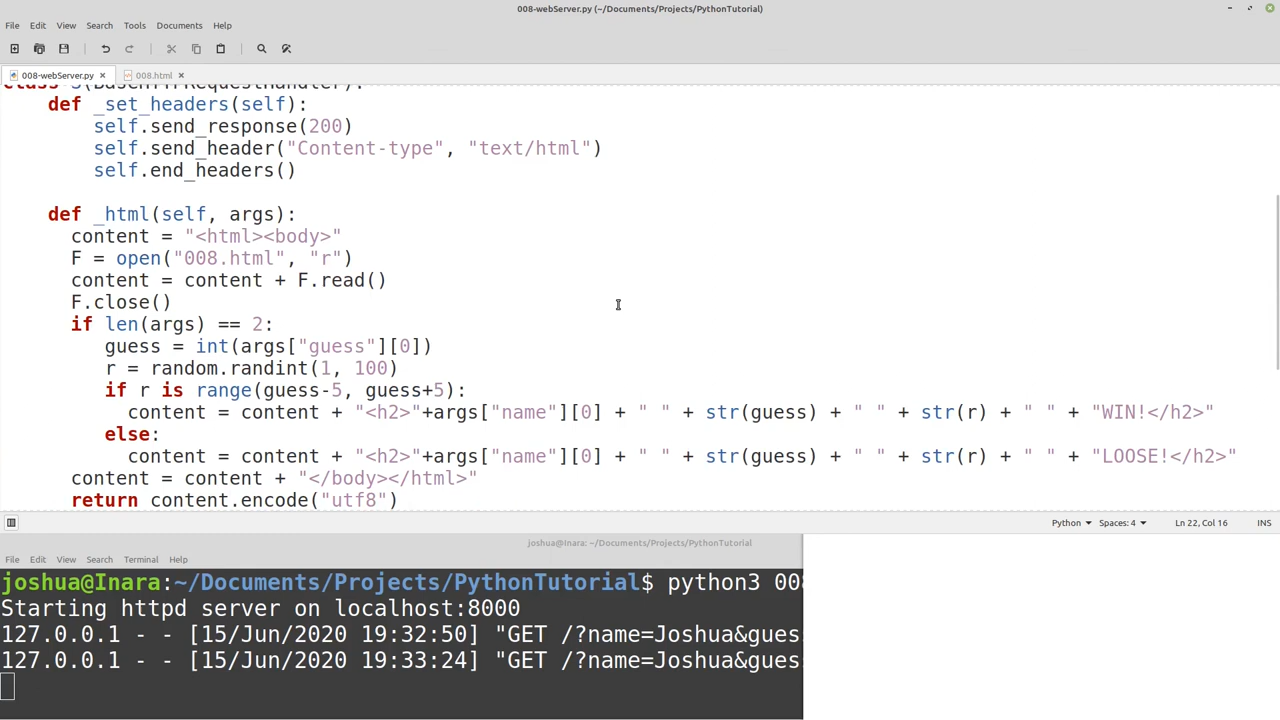 008-webServer.py (~/Documents/Projects/PythonTutorial)
File Edit View Search Tools Documents Help
008-webServer.py × 008.html ×
def _set_headers(self):
self.send_response(200)
self.send_header("Content-type", "text/html")
self.end_headers()
def _html(self, args):
content = "<html><body>"
F = open("008.html", "r")
content = content + F.read()
F.close()
if len(args) == 2:
guess = int(args["guess"][0])
r = random.randint(1, 100)
if r is range(guess-5, guess+5):
content = content + "<h2>"+args["name"][0] + " " + str(guess) + " " + str(r) + " " + "WIN!</h2>"
else:
content = content + "<h2>"+args["name"][0] + " " + str(guess) + " " + str(r) + " " + "LOOSE!</h2>"
content = content + "</body></html>"
return content.encode("utf8")
Python Spaces: 4 Ln 22, Col 16 INS
joshua@Inara: ~/Documents/Projects/PythonTutorial
File Edit View Search Terminal Help
joshua@Inara:~/Documents/Projects/PythonTutorial$ python3 00
Starting httpd server on localhost:8000
127.0.0.1 - - [15/Jun/2020 19:32:50] "GET /?name=Joshua&gues
127.0.0.1 - - [15/Jun/2020 19:33:24] "GET /?name=Joshua&gues